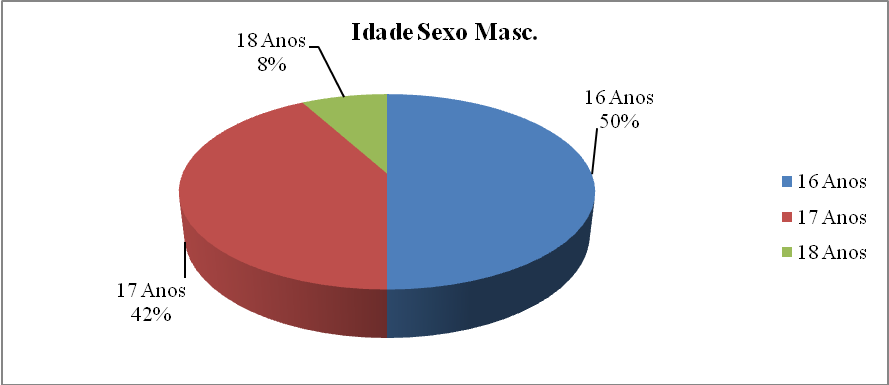 Idade Sexo Masc.
18 Anos
8%
16 Anos
50%
17 Anos
42%
16 Anos
17 Anos
18 Anos